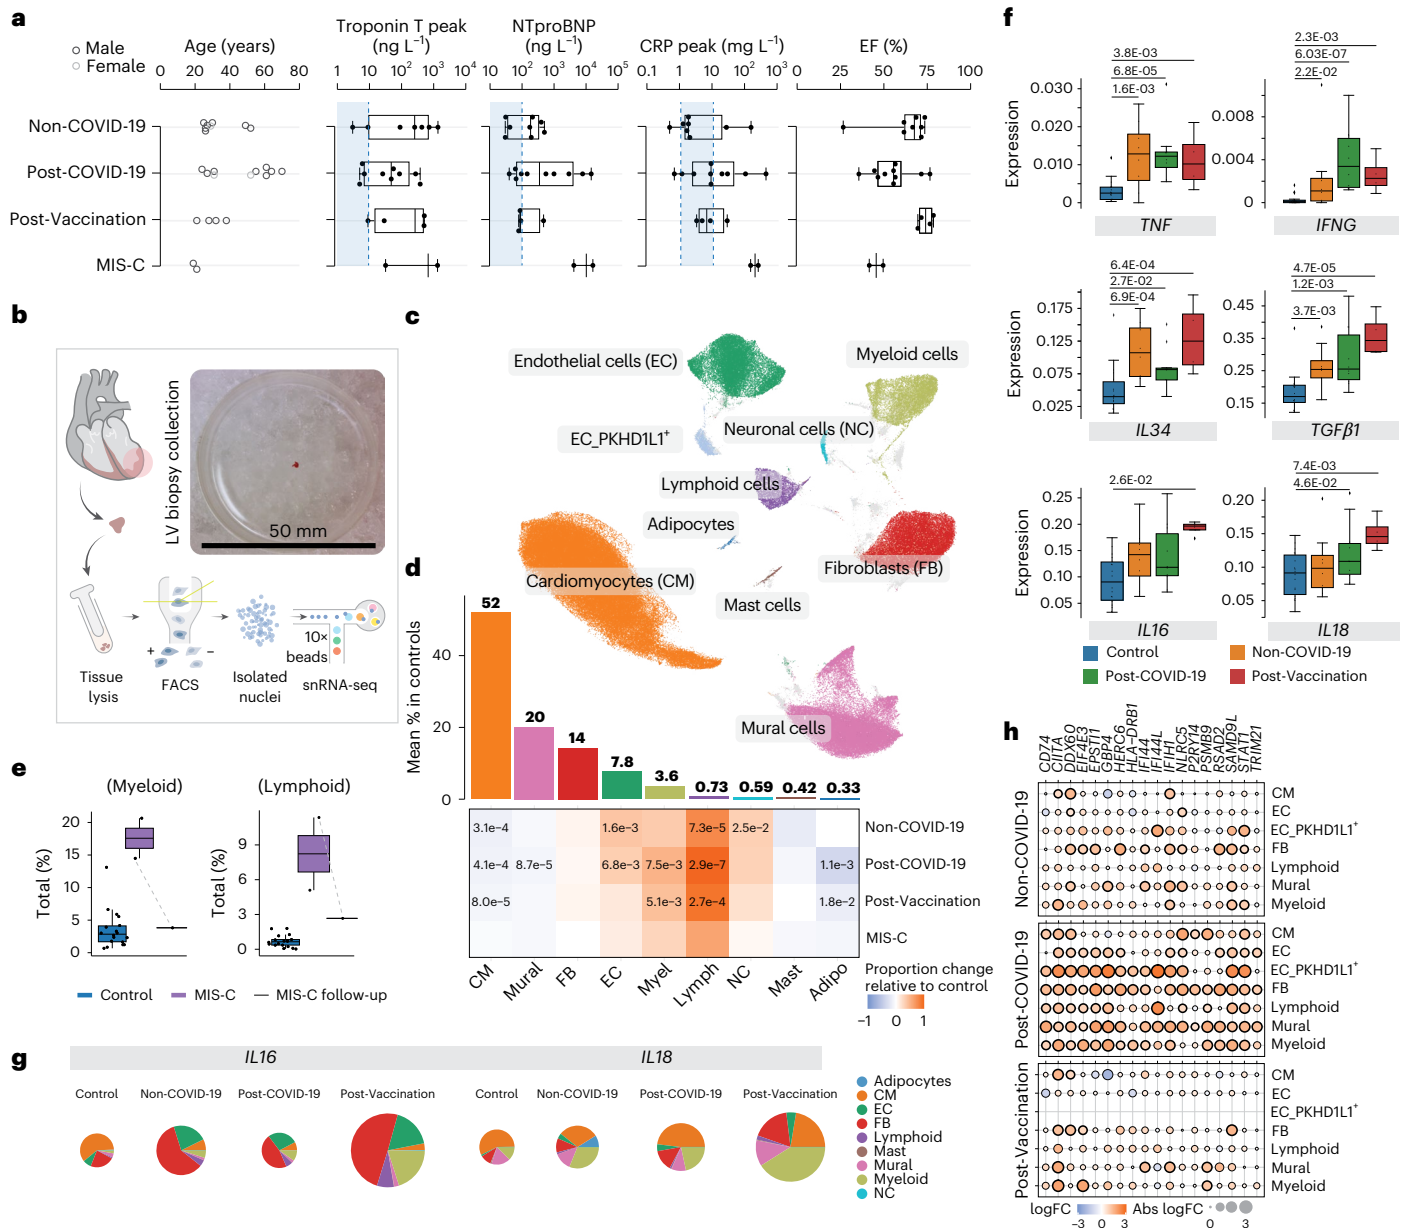 a
Male
Female
Age (years)
0 20 40 60 80
Troponin T peak
(ng L⁻¹)
1 10 10² 10³ 10⁴
NTproBNP
(ng L⁻¹)
10 10² 10³ 10⁴ 10⁵
CRP peak (mg L⁻¹)
0.1 1 10 10² 10³
EF (%)
0 50 75 100
Non-COVID-19
Post-COVID-19
Post-Vaccination
MIS-C
b
LV biopsy collection
50 mm
10×
beads
+ −
Tissue
lysis
FACS
Isolated
nuclei
snRNA-seq
c
Endothelial cells (EC)
Myeloid cells
EC_PKHD1L1⁺
Neuronal cells (NC)
Lymphoid cells
Adipocytes
Fibroblasts (FB)
Cardiomyocytes (CM)
Mast cells
Mural cells
d
Mean % in controls
40
20
0
52
20
14
7.8
3.6
0.73
0.59
0.42
0.33
3.1e−4 1.6e−3 7.3e−5 2.5e−2 Non-COVID-19
4.1e−4 8.7e−5 6.8e−3 7.5e−3 2.9e−7 1.1e−3 Post-COVID-19
8.0e−5 5.1e−3 2.7e−4 1.8e−2 Post-Vaccination
MIS-C
CM Mural FB EC Myel Lymph NC Mast Adipo
Proportion change
relative to control
−1 0 1
e
(Myeloid)
Total (%)
20
15
10
5
0
(Lymphoid)
Total (%)
9
6
3
0
Control MIS-C MIS-C follow-up
f
Expression
0.030
0.020
0.010
0
3.8E-03
6.8E-05
1.6E-03
TNF
0.008
0.004
0
2.3E-03
6.03E-07
2.2E-02
IFNG
Expression
0.175
0.125
0.075
0.025
6.4E-04
2.7E-02
6.9E-04
IL34
0.45
0.35
0.25
0.15
4.7E-05
1.2E-03
3.7E-03
TGFβ1
Expression
0.25
0.20
0.15
0.10
0.05
2.6E-02
IL16
0.20
0.15
0.10
0.05
7.4E-03
4.6E-02
IL18
Control
Non-COVID-19
Post-COVID-19
Post-Vaccination
g
IL16
IL18
Control Non-COVID-19 Post-COVID-19 Post-Vaccination Control Non-COVID-19 Post-COVID-19 Post-Vaccination
Adipocytes
CM
EC
FB
Lymphoid
Mast
Mural
Myeloid
NC
h
CD74 CIITA DDX60 EIF4E3 EPSTI1 GBP4 HERC6 HLA−DRB1 IFI44 IFI44L IFIH1 NLRC5 P2RY14 PSMB9 RSAD2 SAMD9L STAT1 TRIM21
Non-COVID-19
CM
EC
EC_PKHD1L1⁺
FB
Lymphoid
Mural
Myeloid
Post-COVID-19
CM
EC
EC_PKHD1L1⁺
FB
Lymphoid
Mural
Myeloid
Post-Vaccination
CM
EC
EC_PKHD1L1⁺
FB
Lymphoid
Mural
Myeloid
logFC
−3 0 3
Abs logFC
0 3